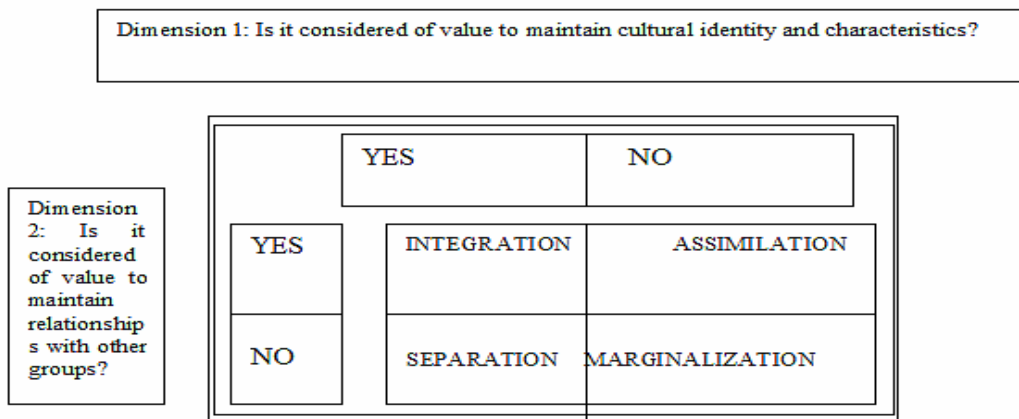 Dimension 1: Is it considered of value to maintain cultural identity and characteristics?
YES NO
Dimension
2: Is it
considered
of value to
maintain
relationship
s with other
groups?
YES INTEGRATION ASSIMILATION
NO SEPARATION MARGINALIZATION